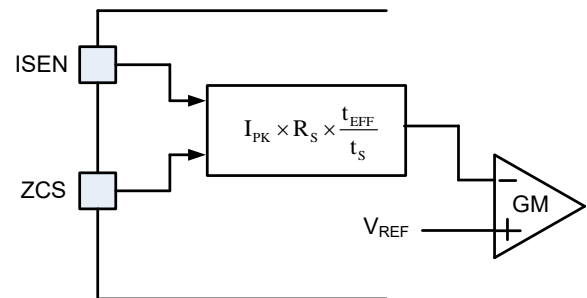 ISEN
I_PK × R_S × t_EFF / t_S
ZCS
− GM
V_REF +